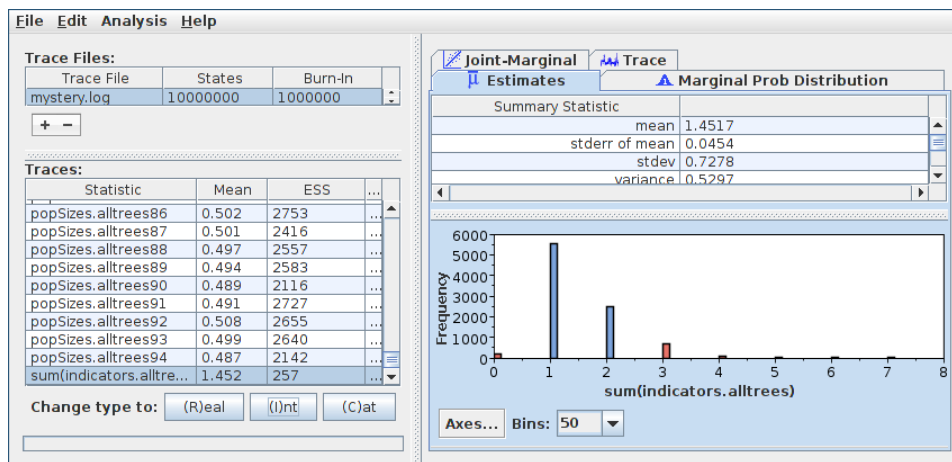 File Edit Analysis Help
Trace Files:
Trace File States Burn-In
mystery.log 10000000 1000000
+ −
Traces:
Statistic Mean ESS ...
popSizes.alltrees86 0.502 2753 ...
popSizes.alltrees87 0.501 2416 ...
popSizes.alltrees88 0.497 2557 ...
popSizes.alltrees89 0.494 2583 ...
popSizes.alltrees90 0.489 2116 ...
popSizes.alltrees91 0.491 2727 ...
popSizes.alltrees92 0.508 2655 ...
popSizes.alltrees93 0.499 2640 ...
popSizes.alltrees94 0.487 2142 ...
sum(indicators.alltre... 1.452 257 ...
Change type to: (R)eal (I)nt (C)at
Joint-Marginal Trace
μ Estimates Marginal Prob Distribution
Summary Statistic
mean 1.4517
stderr of mean 0.0454
stdev 0.7278
variance 0.5297
6000
5000
4000
3000
2000
1000
0
Frequency
0 1 2 3 4 5 6 7 8
sum(indicators.alltrees)
Axes... Bins: 50